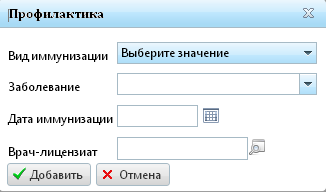 Профилактика
Вид иммунизации Выберите значение
Заболевание
Дата иммунизации
Врач-лицензиат
Добавить Отмена